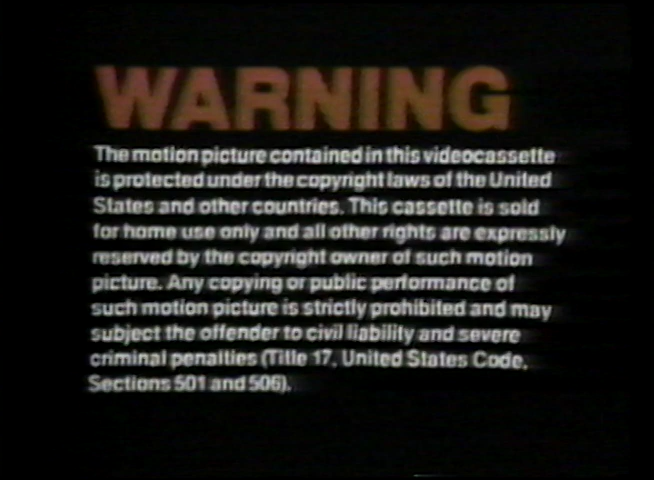 WARNING
The motion picture contained in this videocassette
is protected under the copyright laws of the United
States and other countries. This cassette is sold
for home use only and all other rights are expressly
reserved by the copyright owner of such motion
picture. Any copying or public performance of
such motion picture is strictly prohibited and may
subject the offender to civil liability and severe
criminal penalties (Title 17, United States Code,
Sections 501 and 506).